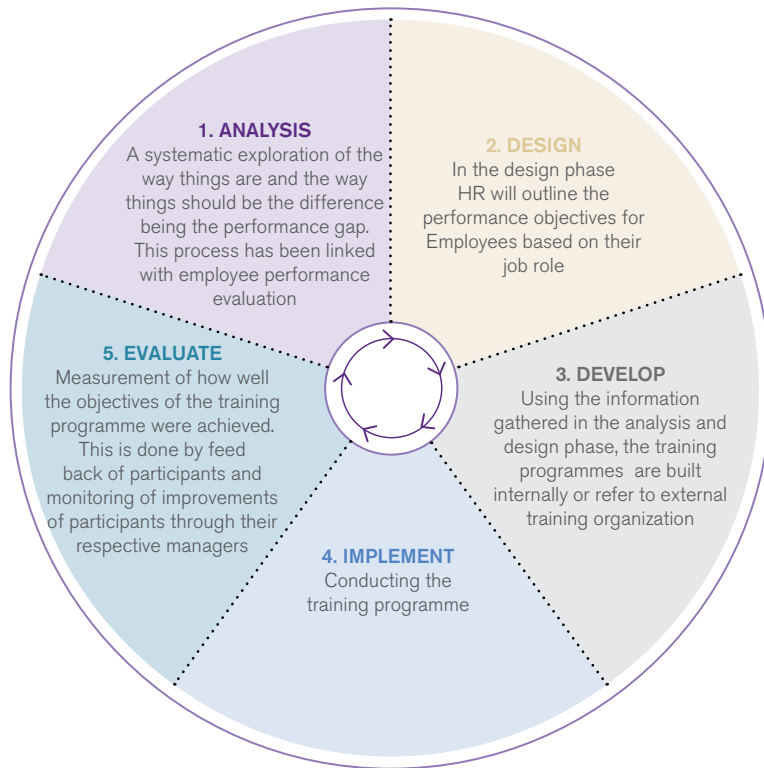 1. ANALYSIS
A systematic exploration of the
way things are and the way
things should be the difference
being the performance gap.
This process has been linked
with employee performance
evaluation
2. DESIGN
In the design phase
HR will outline the
performance objectives for
Employees based on their
job role
3. DEVELOP
Using the information
gathered in the analysis and
design phase, the training
programmes are built
internally or refer to external
training organization
4. IMPLEMENT
Conducting the
training programme
5. EVALUATE
Measurement of how well
the objectives of the training
programme were achieved.
This is done by feed
back of participants and
monitoring of improvements
of participants through their
respective managers